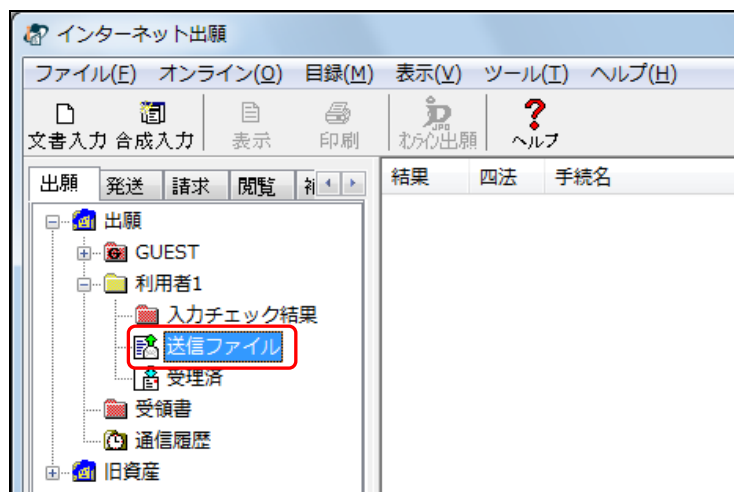 インターネット出願
ファイル(F) オンライン(O) 目録(M) 表示(V) ツール(T) ヘルプ(H)
文書入力 合成入力 表示 印刷 オンライン出願 ヘルプ
出願 発送 請求 閲覧
結果 四法 手続名
出願
GUEST
利用者1
入力チェック結果
送信ファイル
受理済
受領書
通信履歴
旧資産